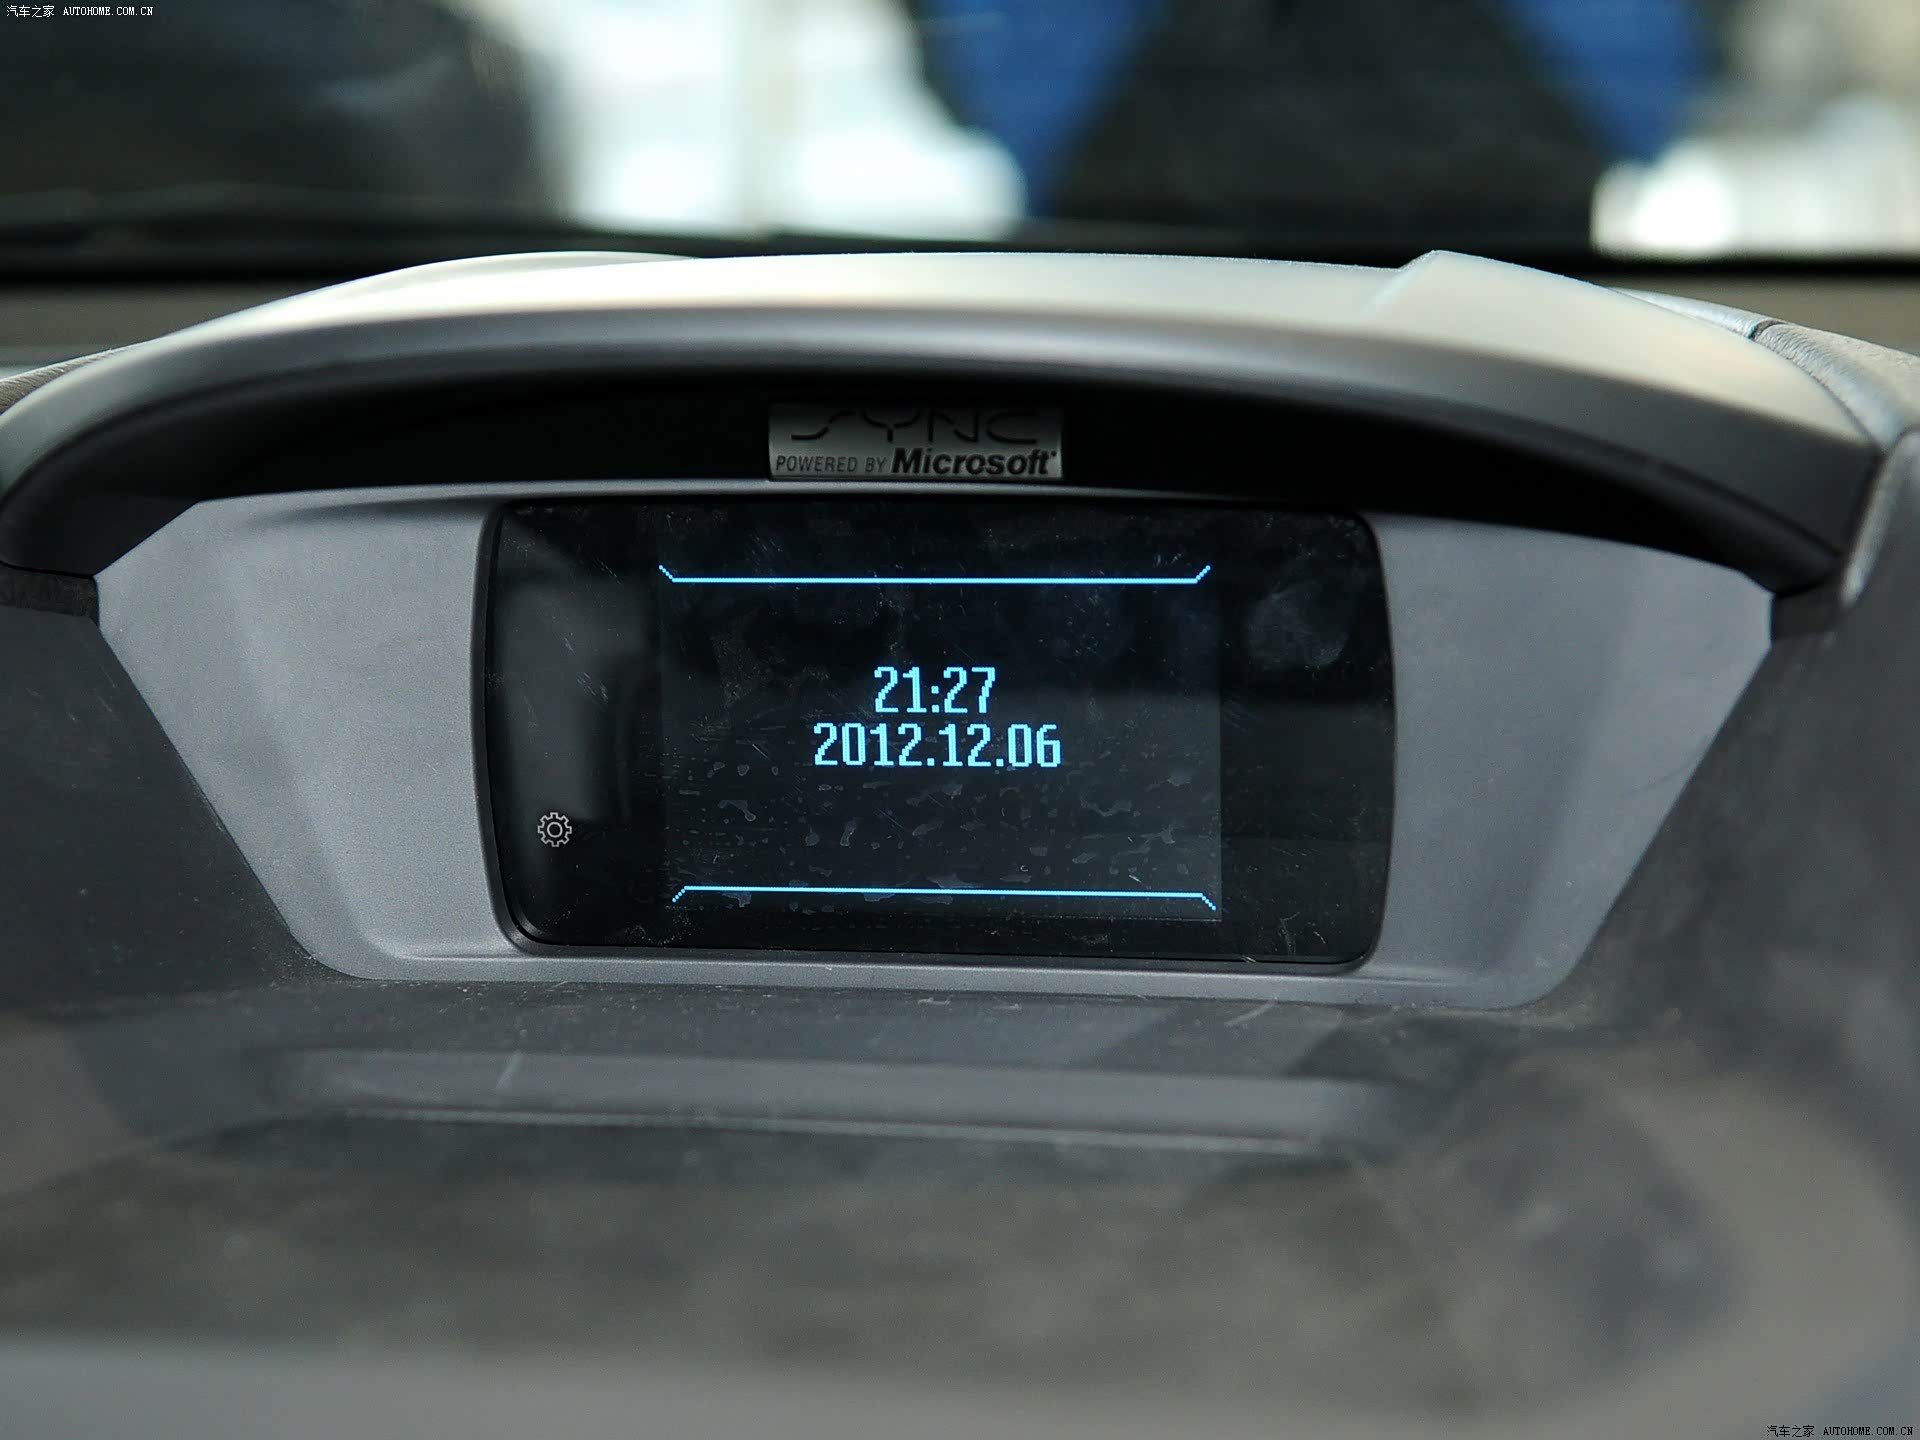 汽车之家 AUTOHOME.COM.CN
SYNC
POWERED BY Microsoft
21:27
2012.12.06
汽车之家 AUTOHOME.COM.CN